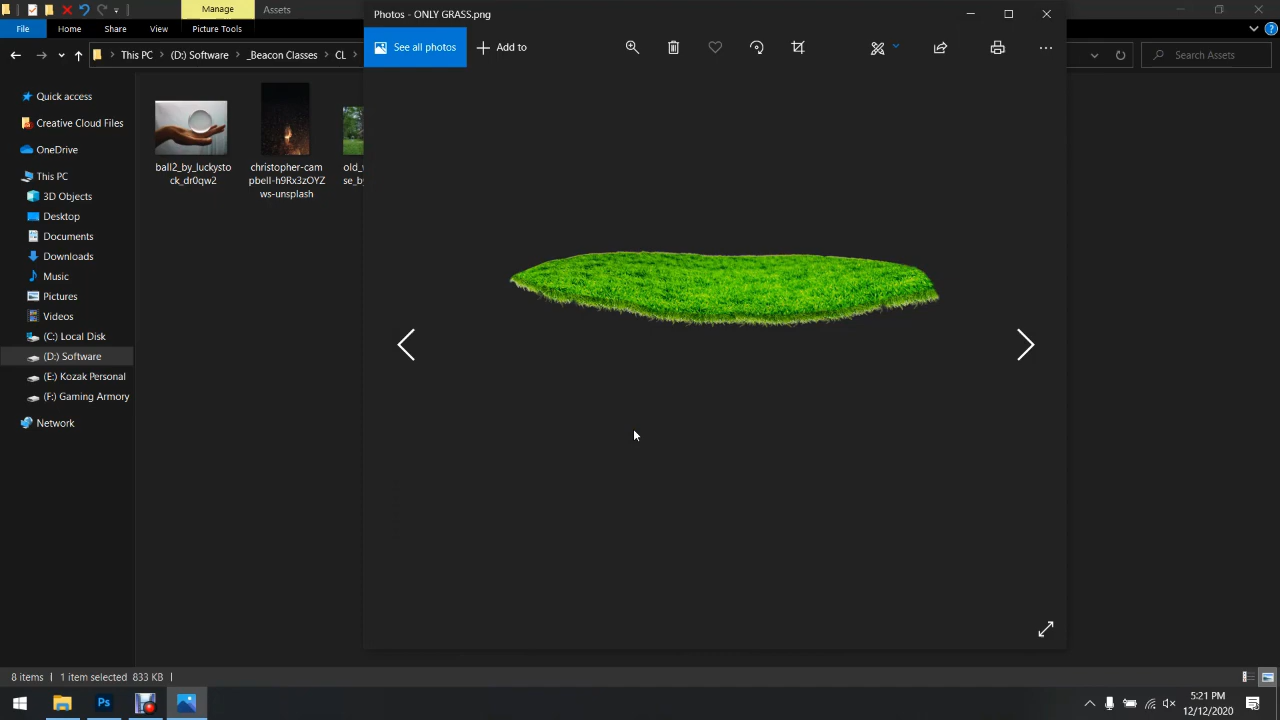 Manage
Assets
File
Home
Share
View
Picture Tools
This PC
(D:) Software
_Beacon Classes
CL
Search Assets
Photos - ONLY GRASS.png
See all photos
Add to
Quick access
Creative Cloud Files
OneDrive
This PC
3D Objects
Desktop
Documents
Downloads
Music
Pictures
Videos
(C:) Local Disk
(D:) Software
(E:) Kozak Personal
(F:) Gaming Armory
Network
ball2_by_luckysto
ck_dr0qw2
christopher-cam
pbell-h9Rx3zOYZ
ws-unsplash
se_by
8 items
1 item selected 833 KB
Ps
5:21 PM
12/12/2020